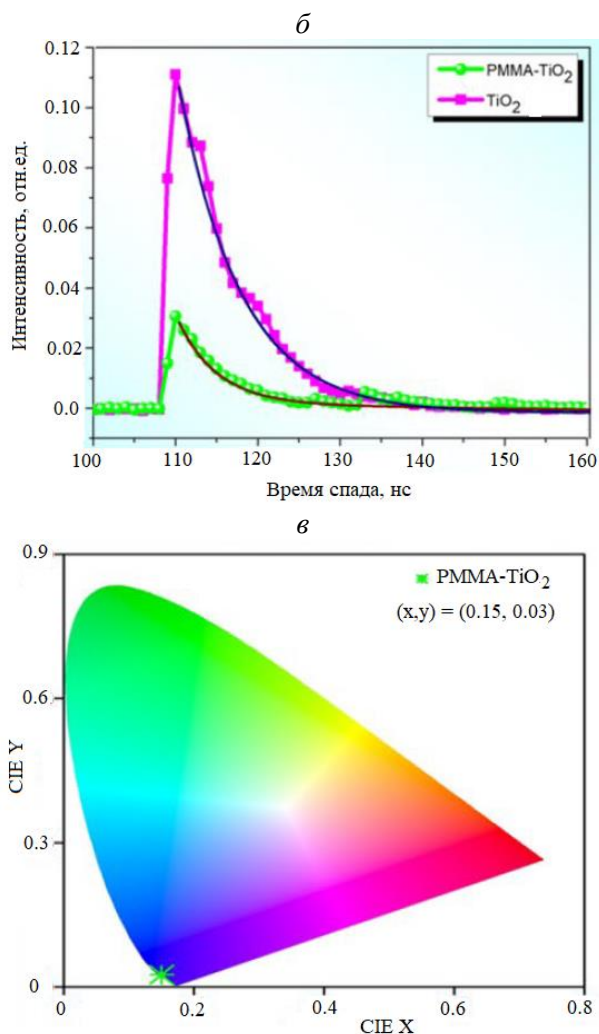 б
0.12
0.10
0.08
0.06
0.04
0.02
0.0
Интенсивность, отн.ед.
PMMA-TiO2
TiO2
100 110 120 130 140 150 160
Время спада, нс
в
0.9
0.6
0.3
0
CIE Y
PMMA-TiO2
(x,y) = (0.15, 0.03)
0 0.2 0.4 0.6 0.8
CIE X